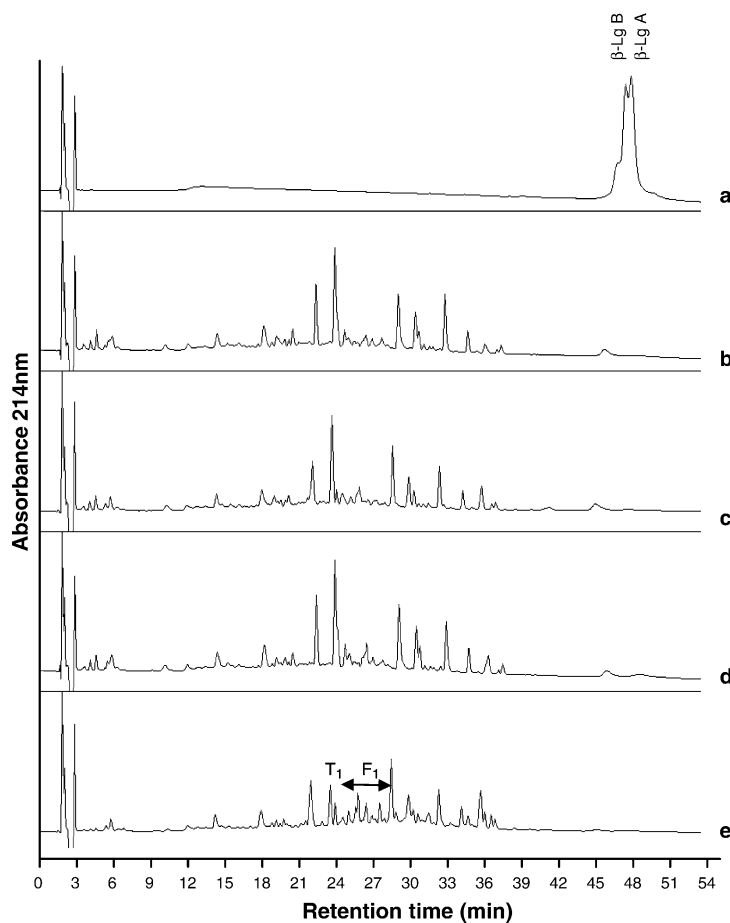 β-Lg B
β-Lg A
a
b
c
d
T₁ F₁
e
Absorbance 214nm
0 3 6 9 12 15 18 21 24 27 30 33 36 39 42 45 48 51 54
Retention time (min)